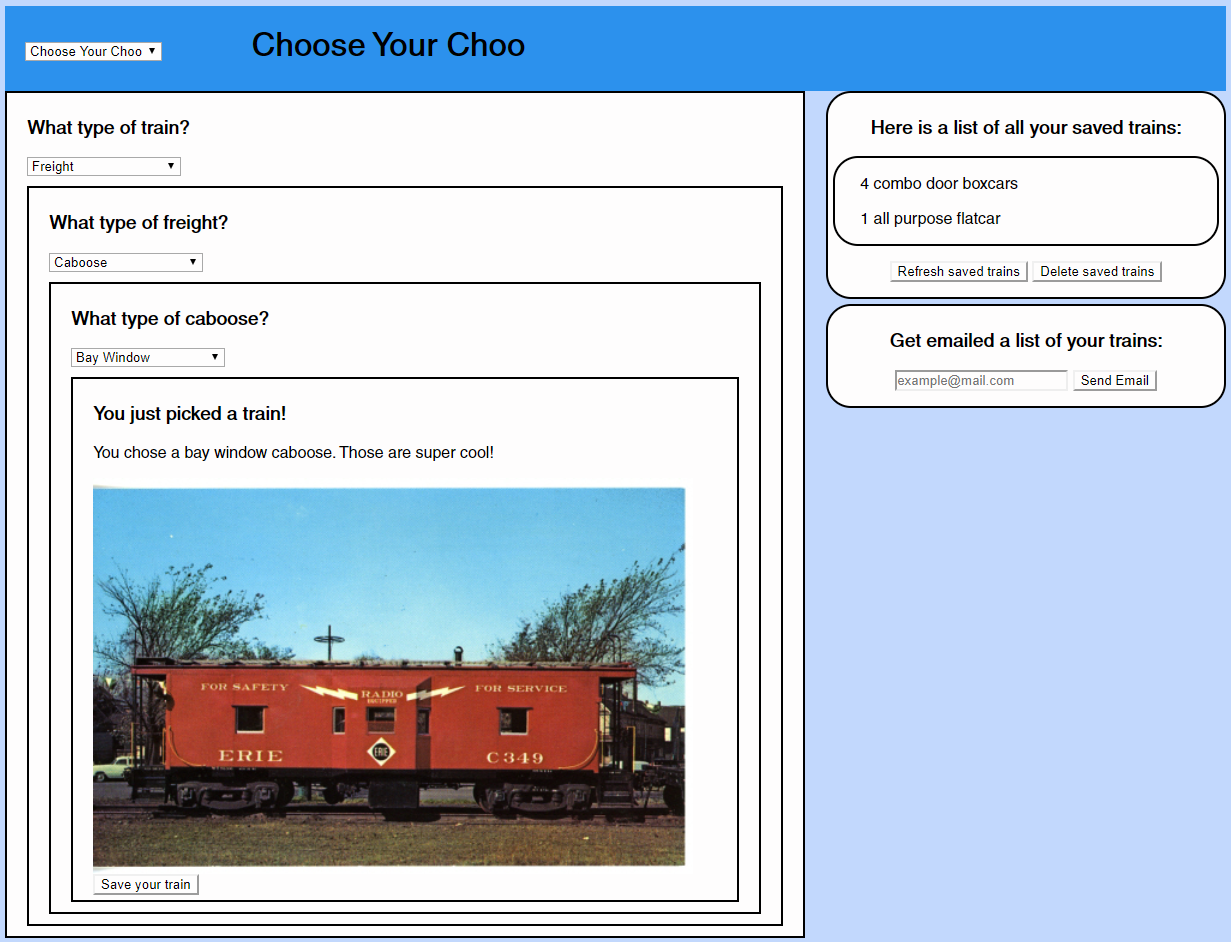 Choose Your Choo
Choose Your Choo
What type of train?
Freight
What type of freight?
Caboose
What type of caboose?
Bay Window
You just picked a train!
You chose a bay window caboose. Those are super cool!
FOR SAFETY RADIO FOR SERVICE
EQUIPPED
ERIE ERIE C349
Save your train
Here is a list of all your saved trains:
4 combo door boxcars
1 all purpose flatcar
Refresh saved trains Delete saved trains
Get emailed a list of your trains:
example@mail.com Send Email